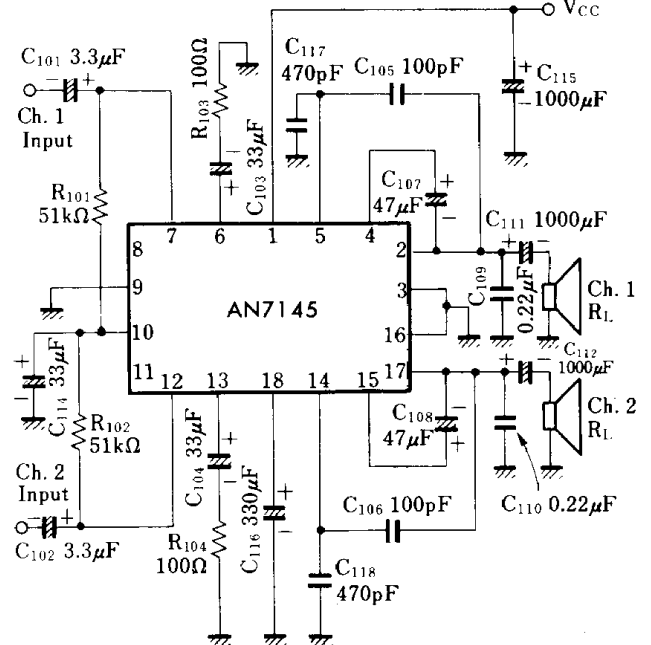 VCC
C101 3.3μF
Ch. 1
Input
R103 100Ω
C103 33μF
C117
470pF
C105 100pF
C115
1000μF
C107
47μF
C111 1000μF
R101
51kΩ
8 7 6 1 5 4 2
9 3
10 16
11 12 13 18 14 15 17
AN7145
C109
0.22μF
Ch. 1
RL
C112
1000μF
C114 33μF
R102
51kΩ
C104 33μF
C116 330μF
C108
47μF
Ch. 2
RL
Ch. 2
Input
C102 3.3μF
R104
100Ω
C106 100pF
C110 0.22μF
C118
470pF